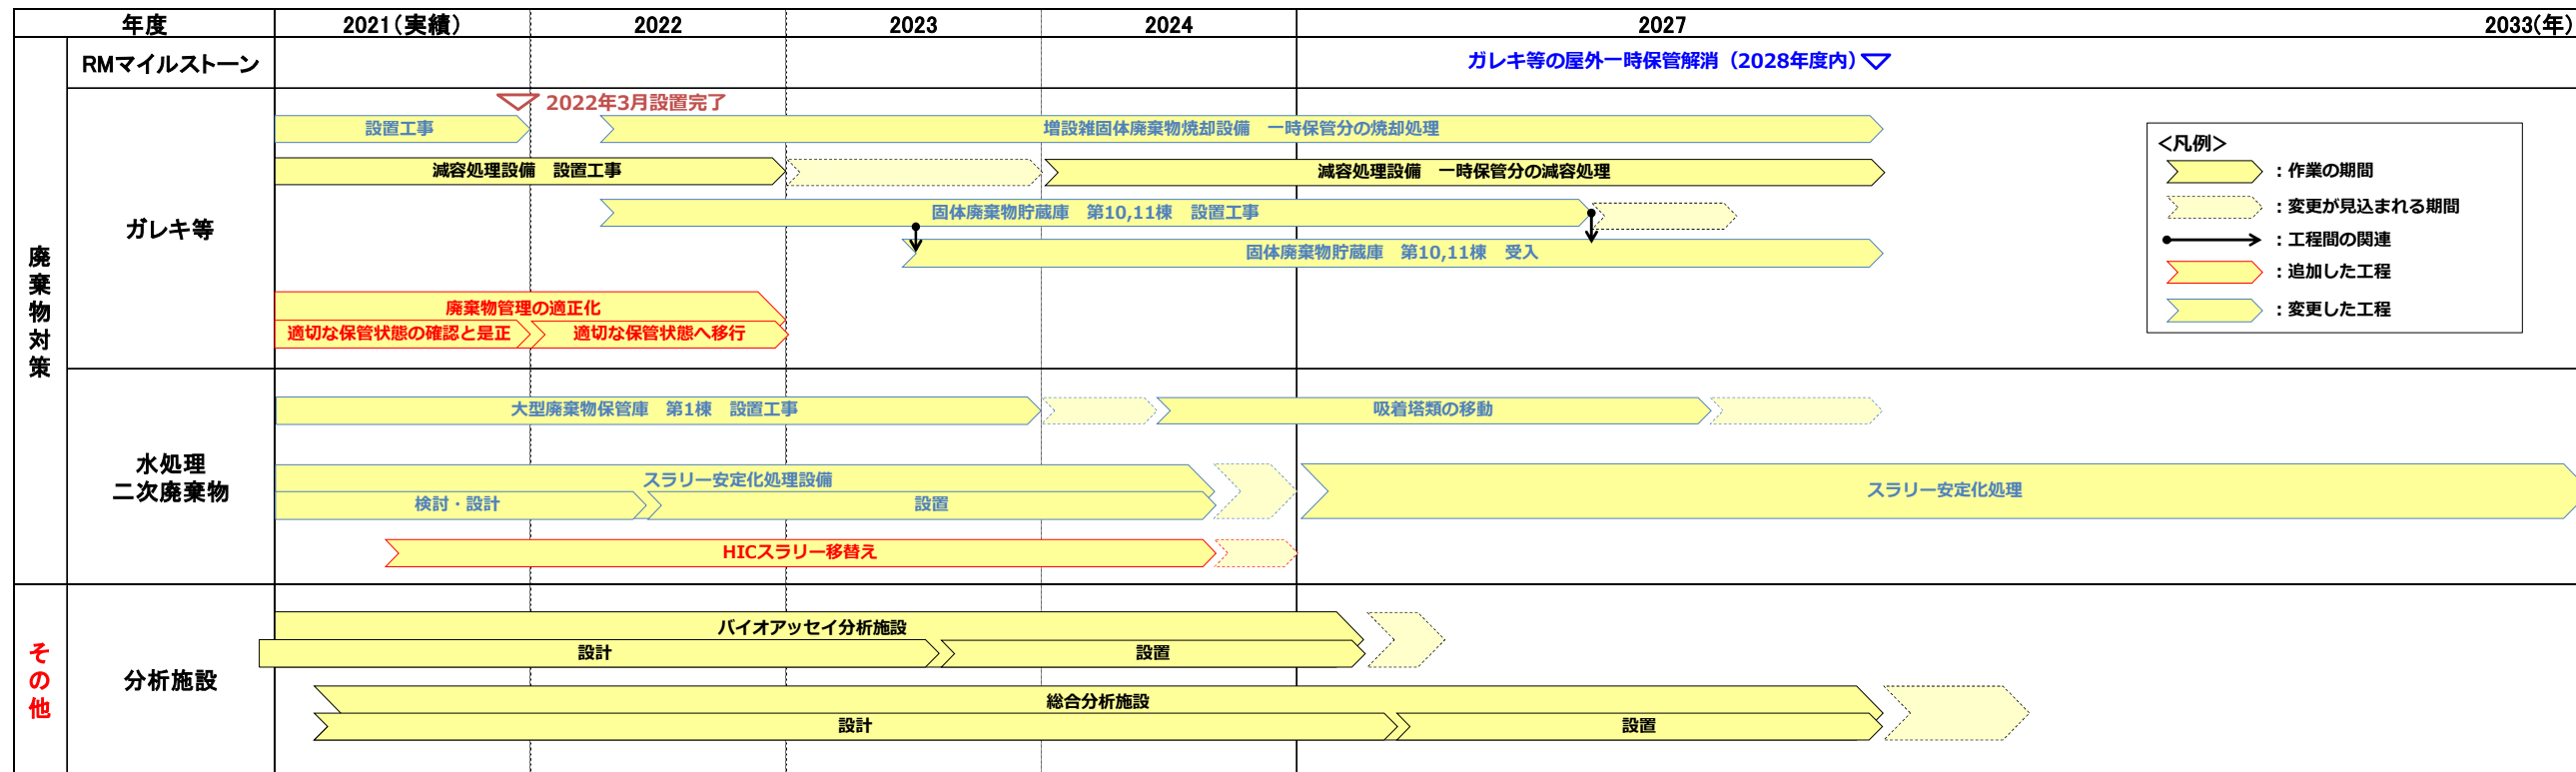 年度 2021（実績） 2022 2023 2024 2027 2033(年)
廃棄物対策
RMマイルストーン
ガレキ等の屋外一時保管解消（2028年度内）
ガレキ等
2022年3月設置完了
設置工事
増設雑固体廃棄物焼却設備　一時保管分の焼却処理
減容処理設備　設置工事
減容処理設備　一時保管分の減容処理
固体廃棄物貯蔵庫　第10,11棟　設置工事
固体廃棄物貯蔵庫　第10,11棟　受入
廃棄物管理の適正化
適切な保管状態の確認と是正
適切な保管状態へ移行
＜凡例＞
：作業の期間
：変更が見込まれる期間
：工程間の関連
：追加した工程
：変更した工程
水処理
二次廃棄物
大型廃棄物保管庫　第1棟　設置工事
吸着塔類の移動
スラリー安定化処理設備
検討・設計
設置
スラリー安定化処理
HICスラリー移替え
その他
分析施設
バイオアッセイ分析施設
設計
設置
総合分析施設
設計
設置